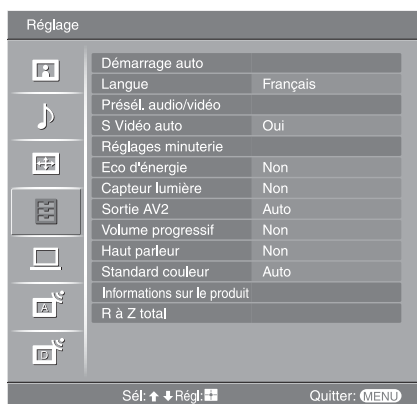 Réglage
Démarrage auto
Langue Français
Présél. audio/vidéo
S Vidéo auto Oui
Réglages minuterie
Eco d'énergie Non
Capteur lumière Non
Sortie AV2 Auto
Volume progressif Non
Haut parleur Non
Standard couleur Auto
Informations sur le produit
R à Z total
A
D
Sél: Régl: Quitter: MENU